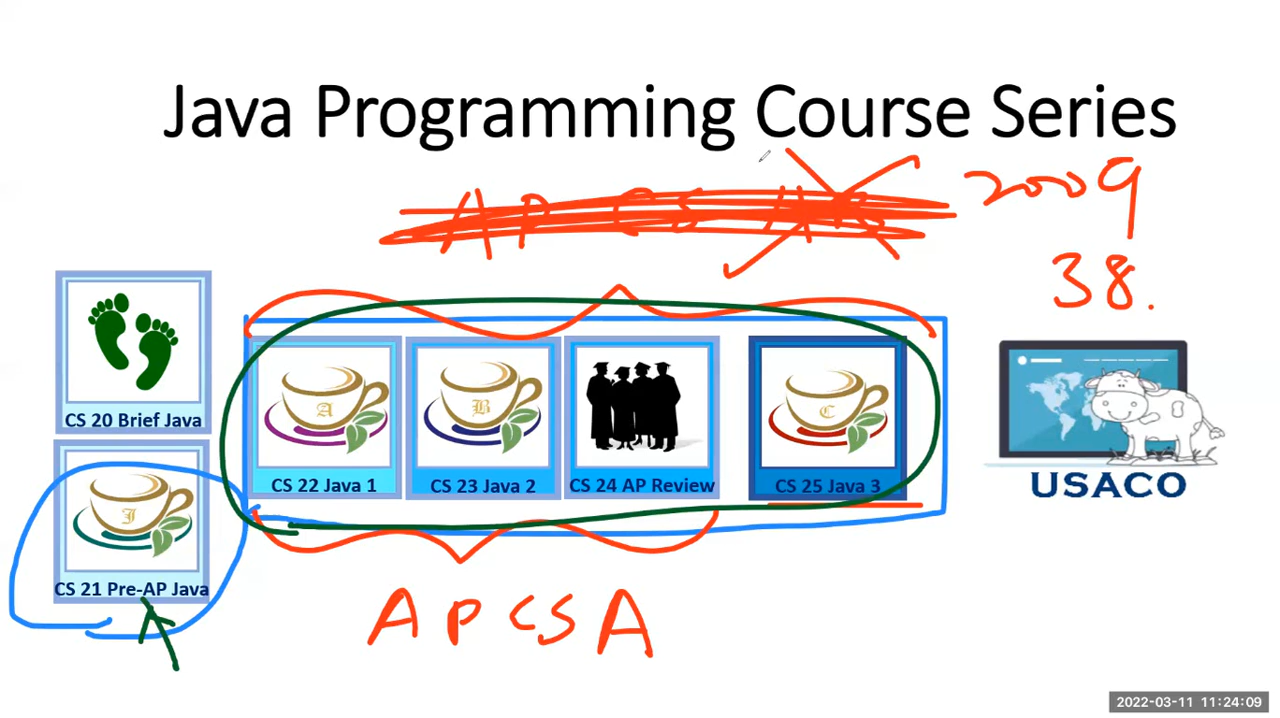 Java Programming Course Series
AP CS
2009
38.
CS 20 Brief Java
A
CS 22 Java 1
B
CS 23 Java 2
CS 24 AP Review
C
CS 25 Java 3
USACO
J
CS 21 Pre-AP Java
APCSA
2022-03-11 11:24:09